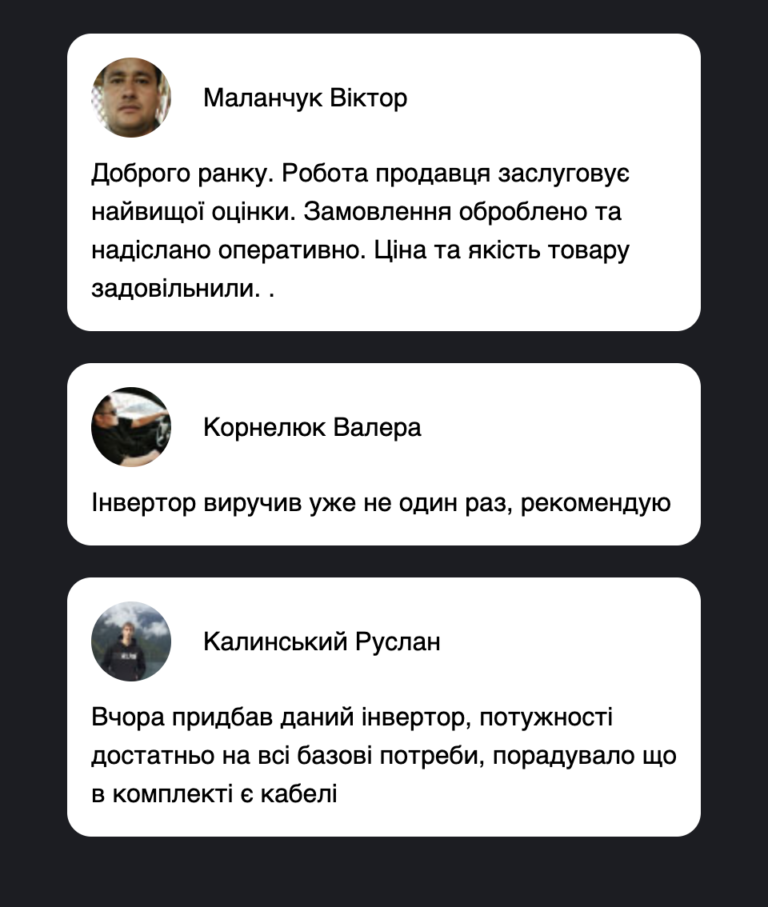 Маланчук Віктор
Доброго ранку. Робота продавця заслуговує
найвищої оцінки. Замовлення оброблено та
надіслано оперативно. Ціна та якість товару
задовільнили. .
Корнелюк Валера
Інвертор виручив уже не один раз, рекомендую
Калинський Руслан
Вчора придбав даний інвертор, потужності
достатньо на всі базові потреби, порадувало що
в комплекті є кабелі